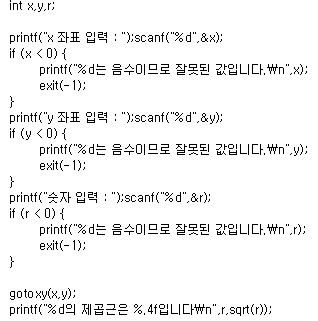 int x,y,r;
printf("x 좌표 입력 : ");scanf("%d",&x);
if (x < 0) {
printf("%d는 음수이므로 잘못된 값입니다.₩n",x);
exit(-1);
}
printf("y 좌표 입력 : ");scanf("%d",&y);
if (y < 0) {
printf("%d는 음수이므로 잘못된 값입니다.₩n",y);
exit(-1);
}
printf("숫자 입력 : ");scanf("%d",&r);
if (r < 0) {
printf("%d는 음수이므로 잘못된 값입니다.₩n",r);
exit(-1);
}
gotoxy(x,y);
printf("%d의 제곱근은 %.4f입니다₩n",r,sqrt(r));